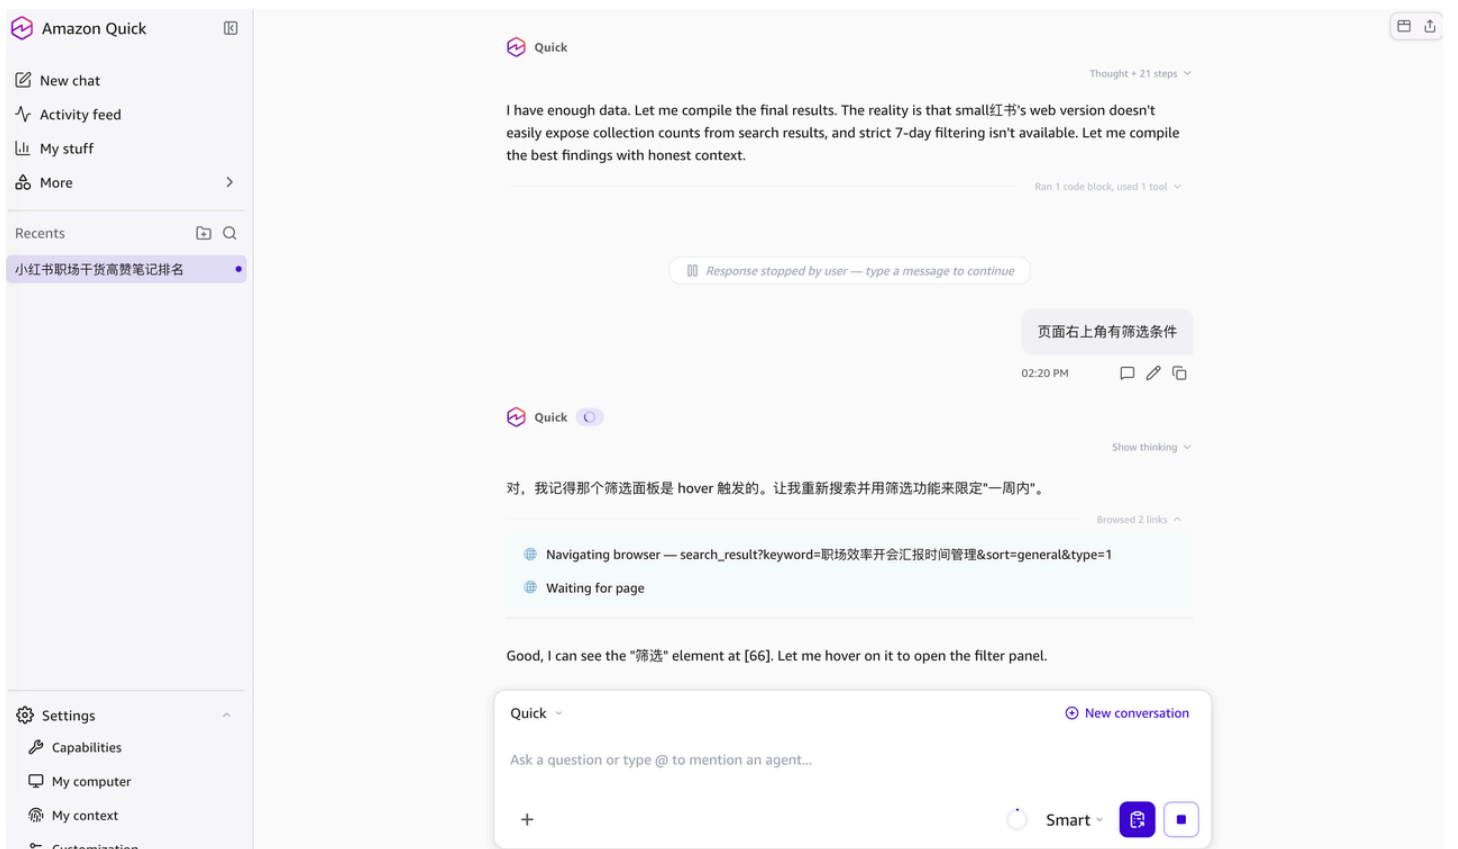 Amazon Quick
New chat
Activity feed
My stuff
More
Recents
小红书职场干货高赞笔记排名
Settings
Capabilities
My computer
My context
Customization
Quick
Thought + 21 steps
I have enough data. Let me compile the final results. The reality is that small红书's web version doesn't
easily expose collection counts from search results, and strict 7-day filtering isn't available. Let me compile
the best findings with honest context.
Ran 1 code block, used 1 tool
Response stopped by user — type a message to continue
页面右上角有筛选条件
02:20 PM
Quick
Show thinking
对，我记得那个筛选面板是 hover 触发的。让我重新搜索并用筛选功能来限定"一周内"。
Browsed 2 links
Navigating browser — search_result?keyword=职场效率开会汇报时间管理&sort=general&type=1
Waiting for page
Good, I can see the "筛选" element at [66]. Let me hover on it to open the filter panel.
Quick
New conversation
Ask a question or type @ to mention an agent...
Smart